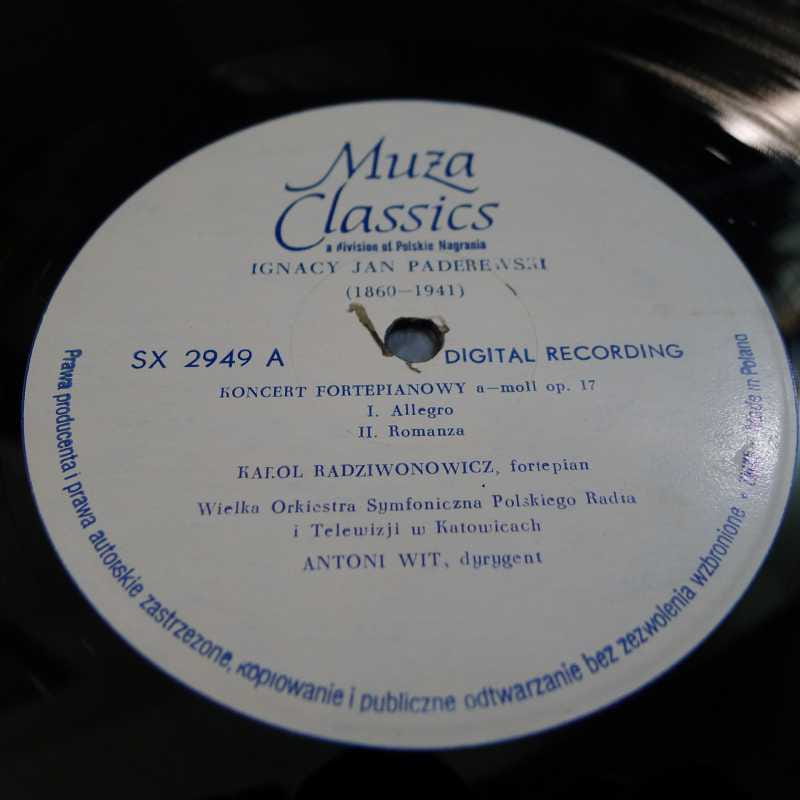 Muza
Classics
a division of Polskie Nagrania
IGNACY JAN PADEREWSKI
(1860—1941)
SX 2949 A
DIGITAL RECORDING
KONCERT FORTEPIANOWY a—moll op. 17
I. Allegro
II. Romanza
KAROL RADZIWONOWICZ, fortepian
Wielka Orkiestra Symfoniczna Polskiego Radia
i Telewizji w Katowicach
ANTONI WIT, dyrygent
Prawa producenta i prawa autorskie zastrzeżone, kopiowanie i publiczne odtwarzanie bez zezwolenia wzbronione • Made in Poland